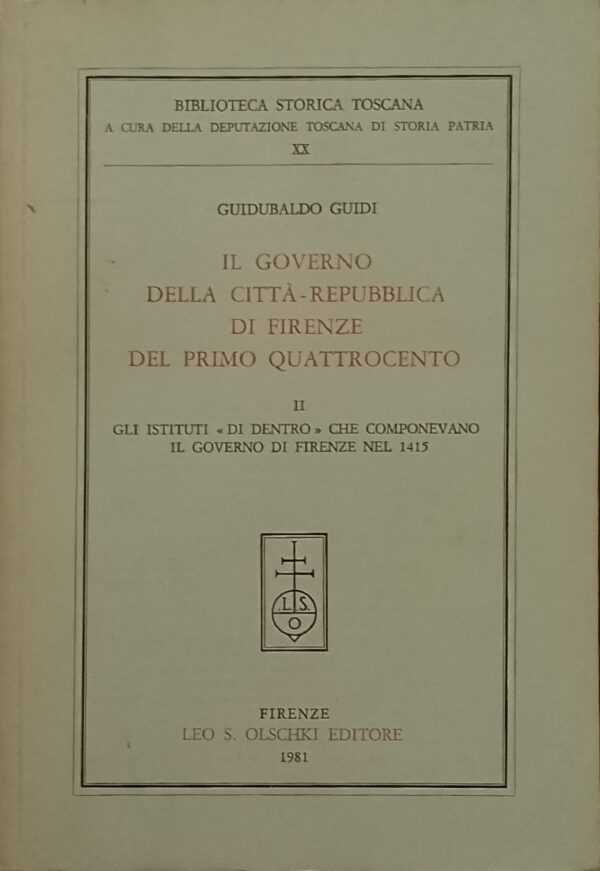 BIBLIOTECA STORICA TOSCANA
A CURA DELLA DEPUTAZIONE TOSCANA DI STORIA PATRIA
XX
GUIDUBALDO GUIDI
IL GOVERNO
DELLA CITTÀ-REPUBBLICA
DI FIRENZE
DEL PRIMO QUATTROCENTO
II
GLI ISTITUTI « DI DENTRO » CHE COMPONEVANO
IL GOVERNO DI FIRENZE NEL 1415
.L. S.
O
FIRENZE
LEO S. OLSCHKI EDITORE
1981